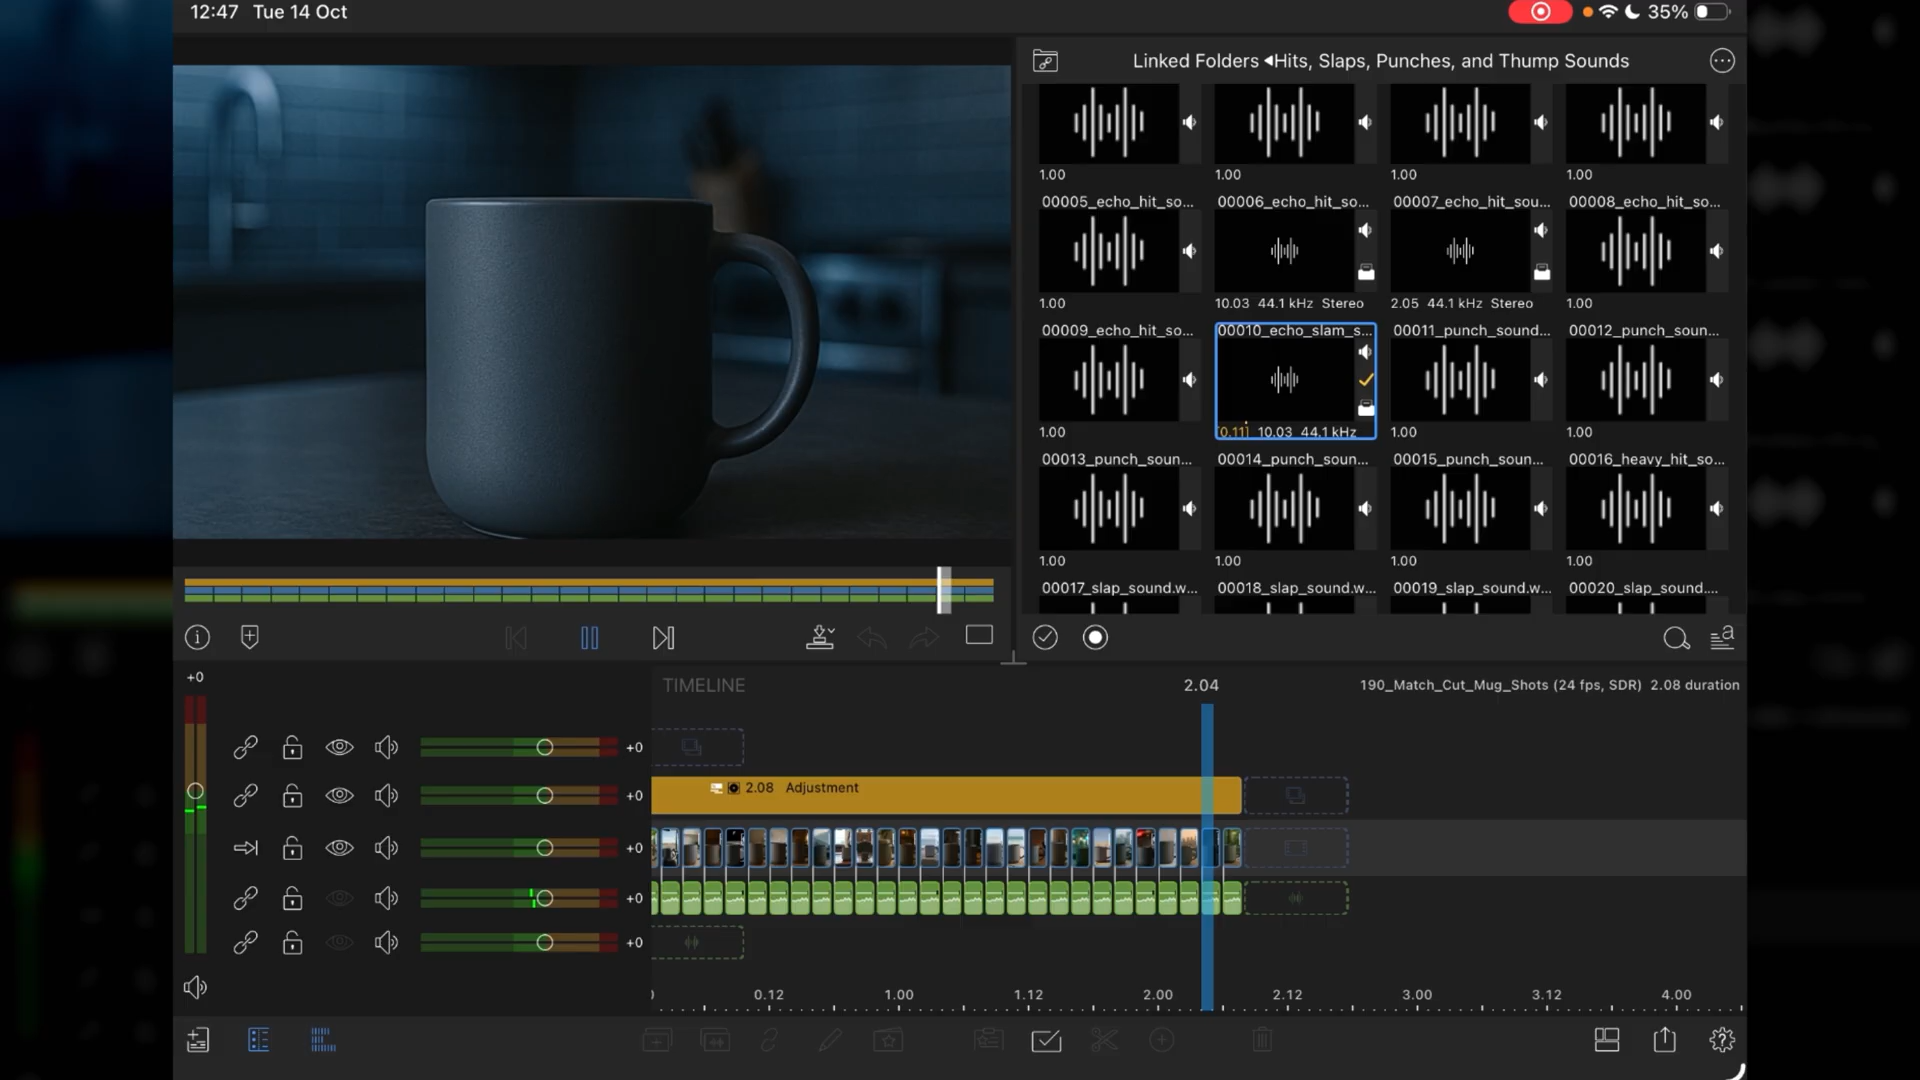 12:47 Tue 14 Oct
35%
Linked Folders ◀Hits, Slaps, Punches, and Thump Sounds
1.00 1.00 1.00 1.00
00005_echo_hit_so... 00006_echo_hit_so... 00007_echo_hit_sou... 00008_echo_hit_so...
1.00 10.03 44.1 kHz Stereo 2.05 44.1 kHz Stereo 1.00
00009_echo_hit_so... 00010_echo_slam_s... 00011_punch_sound... 00012_punch_soun...
1.00 [0.11] 10.03 44.1 kHz 1.00 1.00
00013_punch_soun... 00014_punch_soun... 00015_punch_soun... 00016_heavy_hit_so...
1.00 1.00 1.00 1.00
00017_slap_sound.w... 00018_slap_sound.w... 00019_slap_sound.w... 00020_slap_sound....
+0
TIMELINE
2.04
190_Match_Cut_Mug_Shots (24 fps, SDR) 2.08 duration
+0
+0
2.08 Adjustment
+0
+0
+0
0.12 1.00 1.12 2.00 2.12 3.00 3.12 4.00